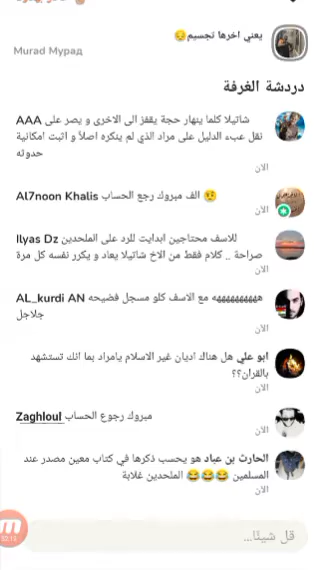 يعني اخرها تجسيم😔
Murad Мурад
دردشة الغرفة
AAA شاتيلا كلما ينهار حجة يقفز الى الاخرى و يصر على
نقل عبء الدليل على مراد الذي لم ينكره اصلاً و اثبت امكانية
حدوثه
الآن
Al7noon Khalis الف مبروك رجع الحساب 🤨
الآن
Ilyas Dz للاسف محتاجين ابدايت للرد على الملحدين
صراحة .. كلام فقط من الاخ شاتيلا يعاد و يكرر نفسه كل مرة
الآن
AL_kurdi AN هههههههههه مع الاسف كلو مسجل فضيحه
جلاجل
الآن
ابو علي هل هناك اديان غير الاسلام يامراد بما انك تستشهد
بالقران؟؟
الآن
Zaghloul مبروك رجوع الحساب
الآن
الحارث بن عباد هو يحسب ذكرها في كتاب معين مصدر عند
المسلمين 😂😂😂 الملحدين غلابة
الآن
قل شيئًا...